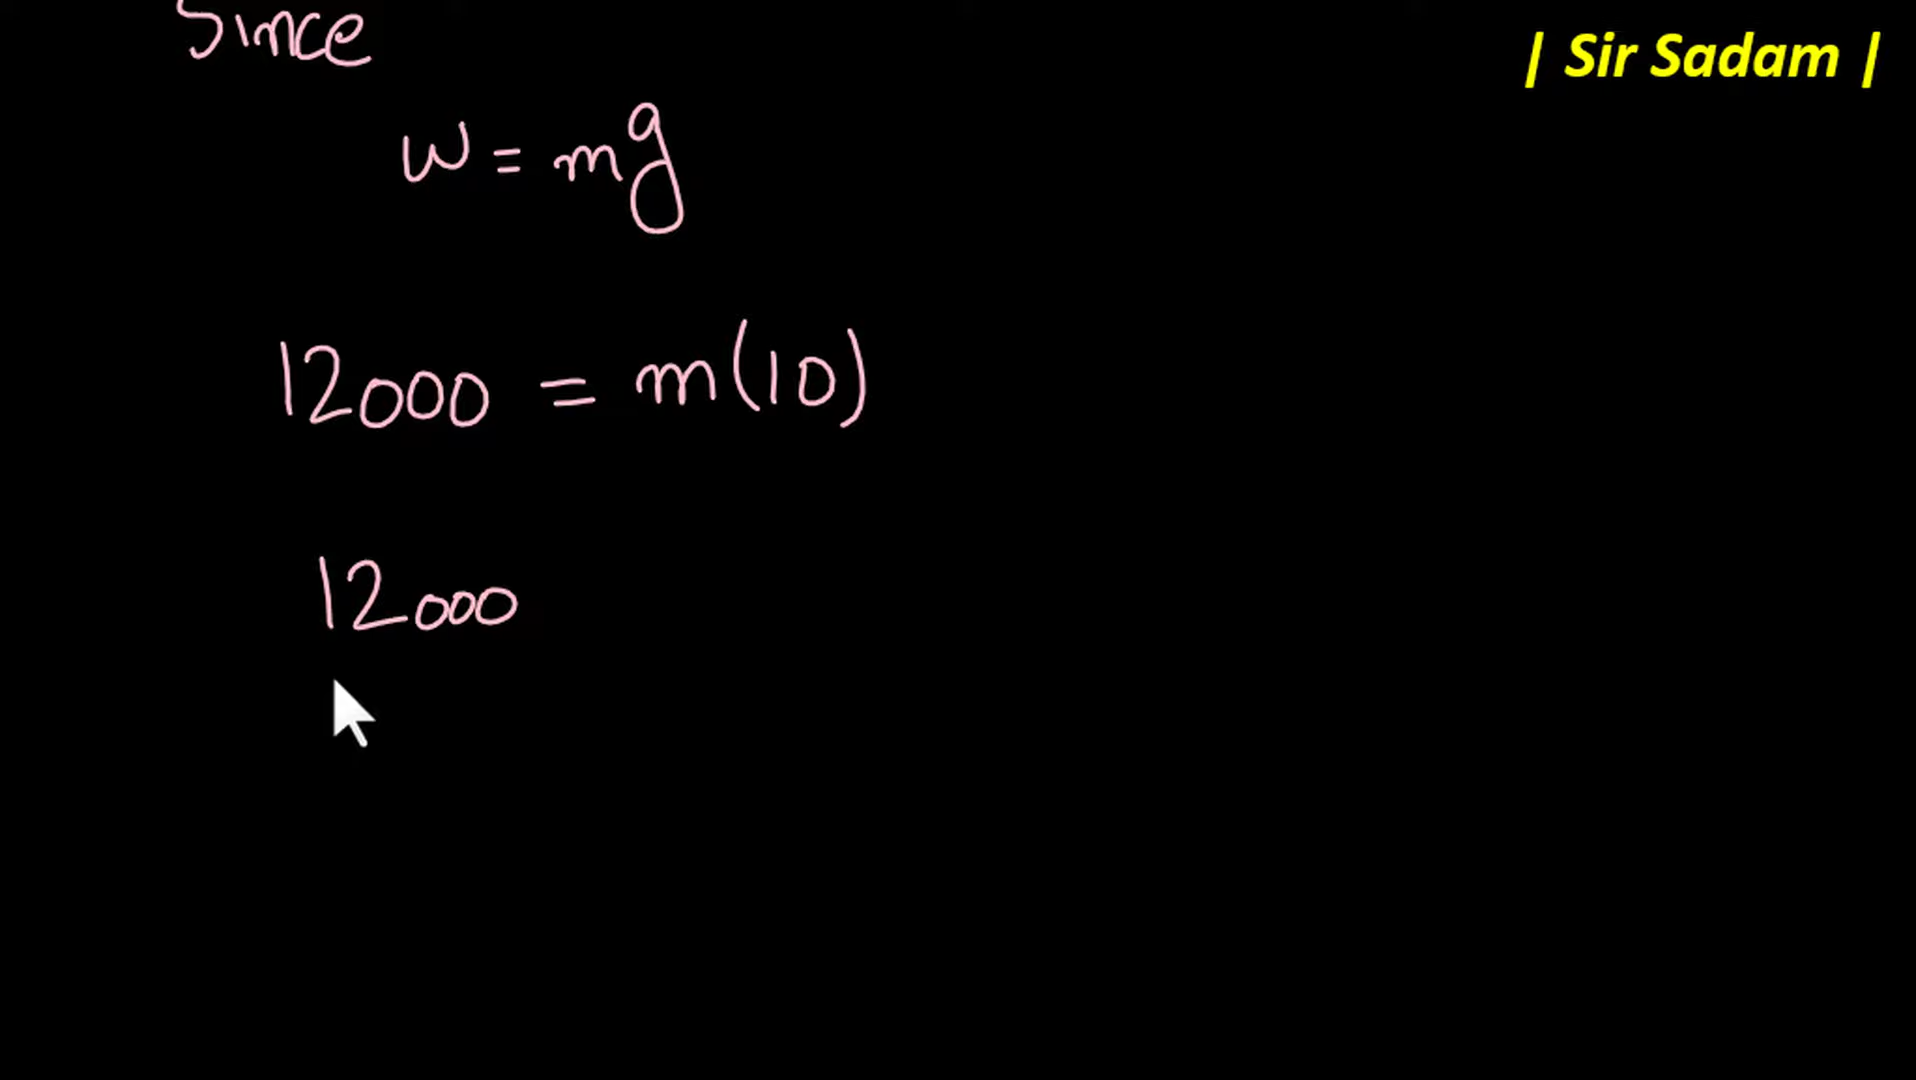 Since
| Sir Sadam |
w = mg
12000 = m(10)
12000